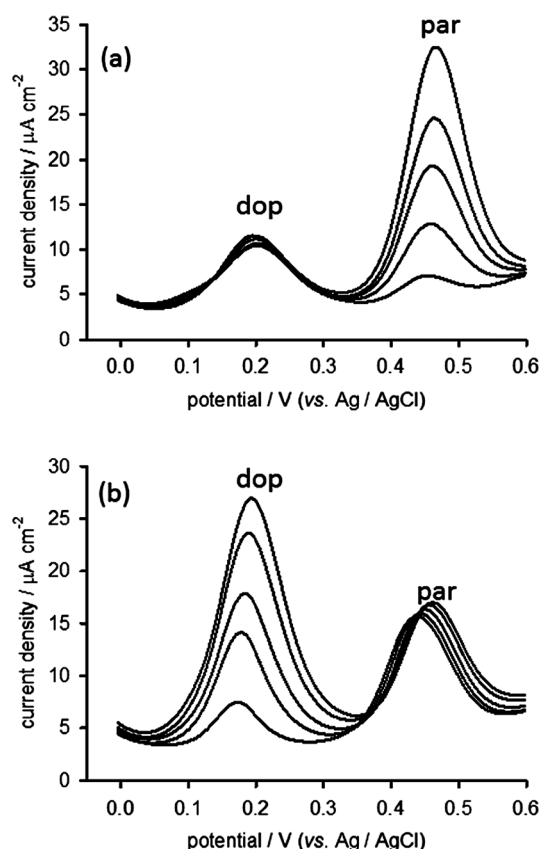 (a)
par
dop
35
30
25
20
15
10
5
0
current density / μA cm⁻²
0.0 0.1 0.2 0.3 0.4 0.5 0.6
potential / V (vs. Ag / AgCl)
(b)
dop
par
30
25
20
15
10
5
0
current density / μA cm⁻²
0.0 0.1 0.2 0.3 0.4 0.5 0.6
potential / V (vs. Ag / AgCl)